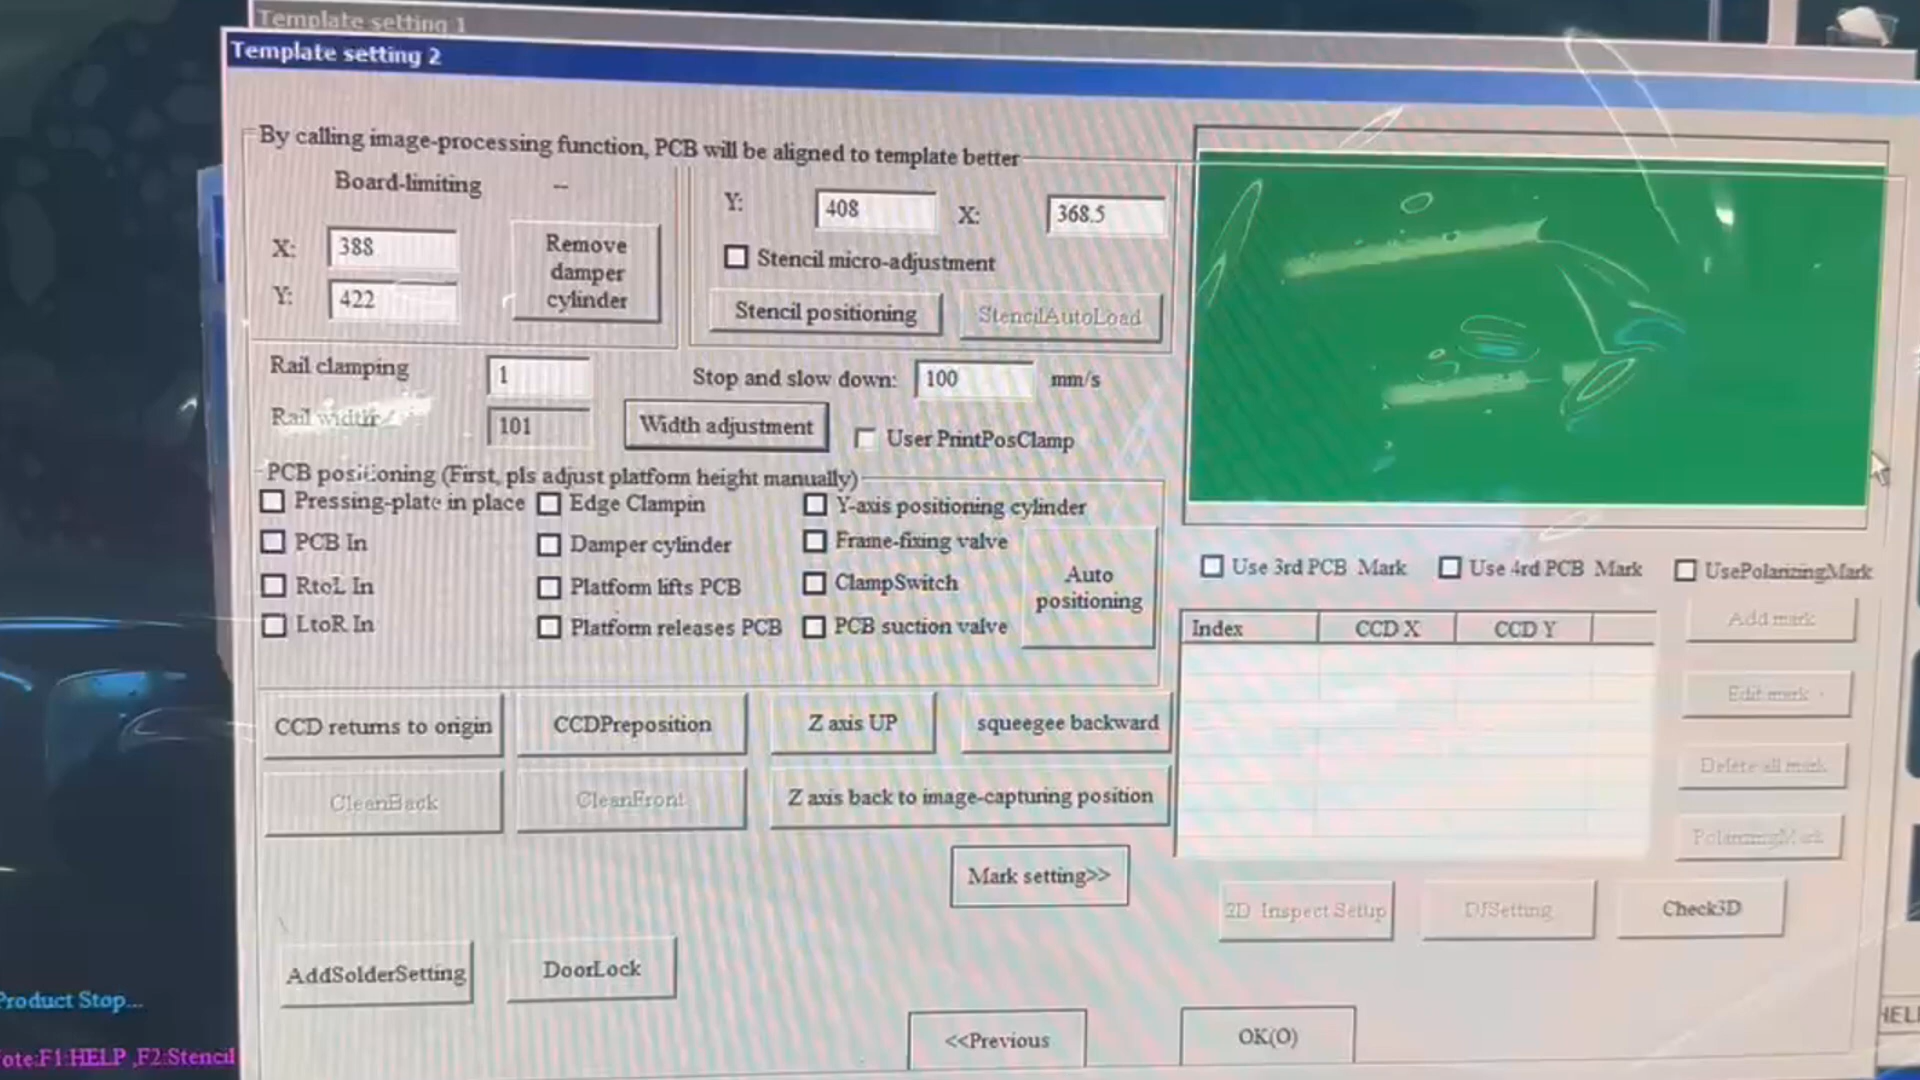 Template setting 1
Template setting 2
By calling image-processing function, PCB will be aligned to template better
Board-limiting --
X: 388
Y: 422
Remove
damper
cylinder
Y: 408 X: 368.5
Stencil micro-adjustment
Stencil positioning StencilAutoLoad
Rail clamping 1
Stop and slow down: 100 mm/s
Rail width 101
Width adjustment
User PrintPosClamp
PCB positioning (First, pls adjust platform height manually)
Pressing-plate in place Edge Clampin Y-axis positioning cylinder
PCB In Damper cylinder Frame-fixing valve
RtoL In Platform lifts PCB ClampSwitch
LtoR In Platform releases PCB PCB suction valve
Auto
positioning
CCD returns to origin CCDPreposition Z axis UP squeegee backward
CleanBack CleanFront Z axis back to image-capturing position
Mark setting>>
AddSolderSetting DoorLock
Use 3rd PCB Mark Use 4rd PCB Mark UsePolarizingMark
Index CCD X CCD Y
Add mark
Edit mark
Delete all mark
PolarizingMark
2D Inspect Setup DJSetting Check3D
<<Previous OK(O)
Product Stop...
ote:F1:HELP ,F2:Stencil
HEL